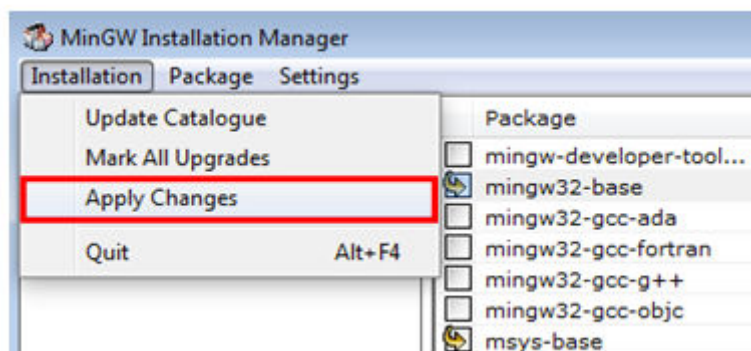 MinGW Installation Manager
Installation Package Settings
Update Catalogue
Mark All Upgrades
Apply Changes
Quit Alt+F4
Package
mingw-developer-tool...
mingw32-base
mingw32-gcc-ada
mingw32-gcc-fortran
mingw32-gcc-g++
mingw32-gcc-objc
msys-base